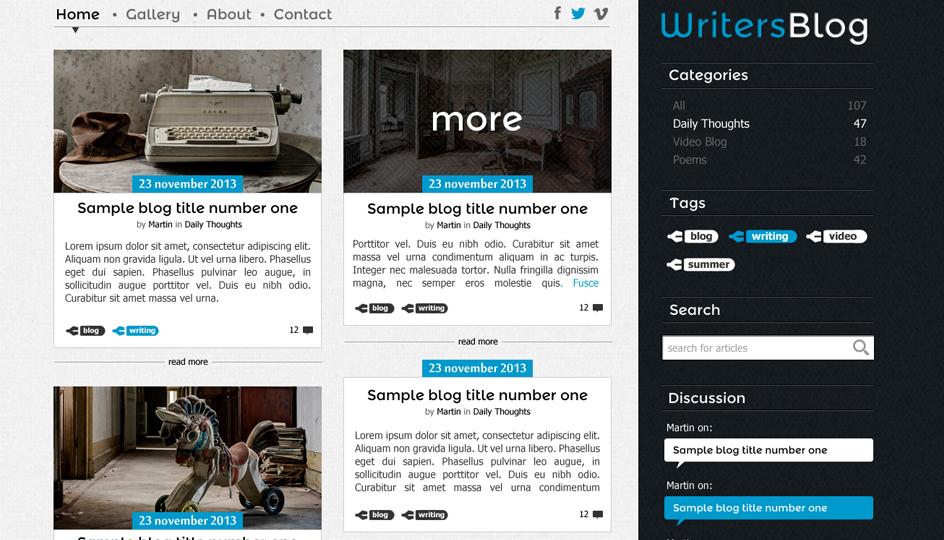 Home • Gallery • About • Contact
WritersBlog
23 november 2013
Sample blog title number one
by Martin in Daily Thoughts
Lorem ipsum dolor sit amet, consectetur adipiscing elit.
Aliquam non gravida ligula. Ut vel urna libero. Phasellus
eget dui sapien. Phasellus pulvinar leo augue, in
sollicitudin augue porttitor vel. Duis eu nibh odio.
Curabitur sit amet massa vel urna.
blog writing 12
read more
more
23 november 2013
Sample blog title number one
by Martin in Daily Thoughts
Porttitor vel. Duis eu nibh odio. Curabitur sit amet
massa vel urna condimentum aliquam in ac turpis.
Integer nec malesuada tortor. Nulla fringilla dignissim
magna, nec semper eros molestie quis. Fusce
blog writing 12
read more
23 november 2013
23 november 2013
Sample blog title number one
by Martin in Daily Thoughts
Lorem ipsum dolor sit amet, consectetur adipiscing elit.
Aliquam non gravida ligula. Ut vel urna libero. Phasellus
eget dui sapien. Phasellus pulvinar leo augue, in
sollicitudin augue porttitor vel. Duis eu nibh odio.
Curabitur sit amet massa vel urna condimentum
blog writing 12
Categories
All 107
Daily Thoughts 47
Video Blog 18
Poems 42
Tags
blog writing video
summer
Search
search for articles
Discussion
Martin on:
Sample blog title number one
Martin on:
Sample blog title number one